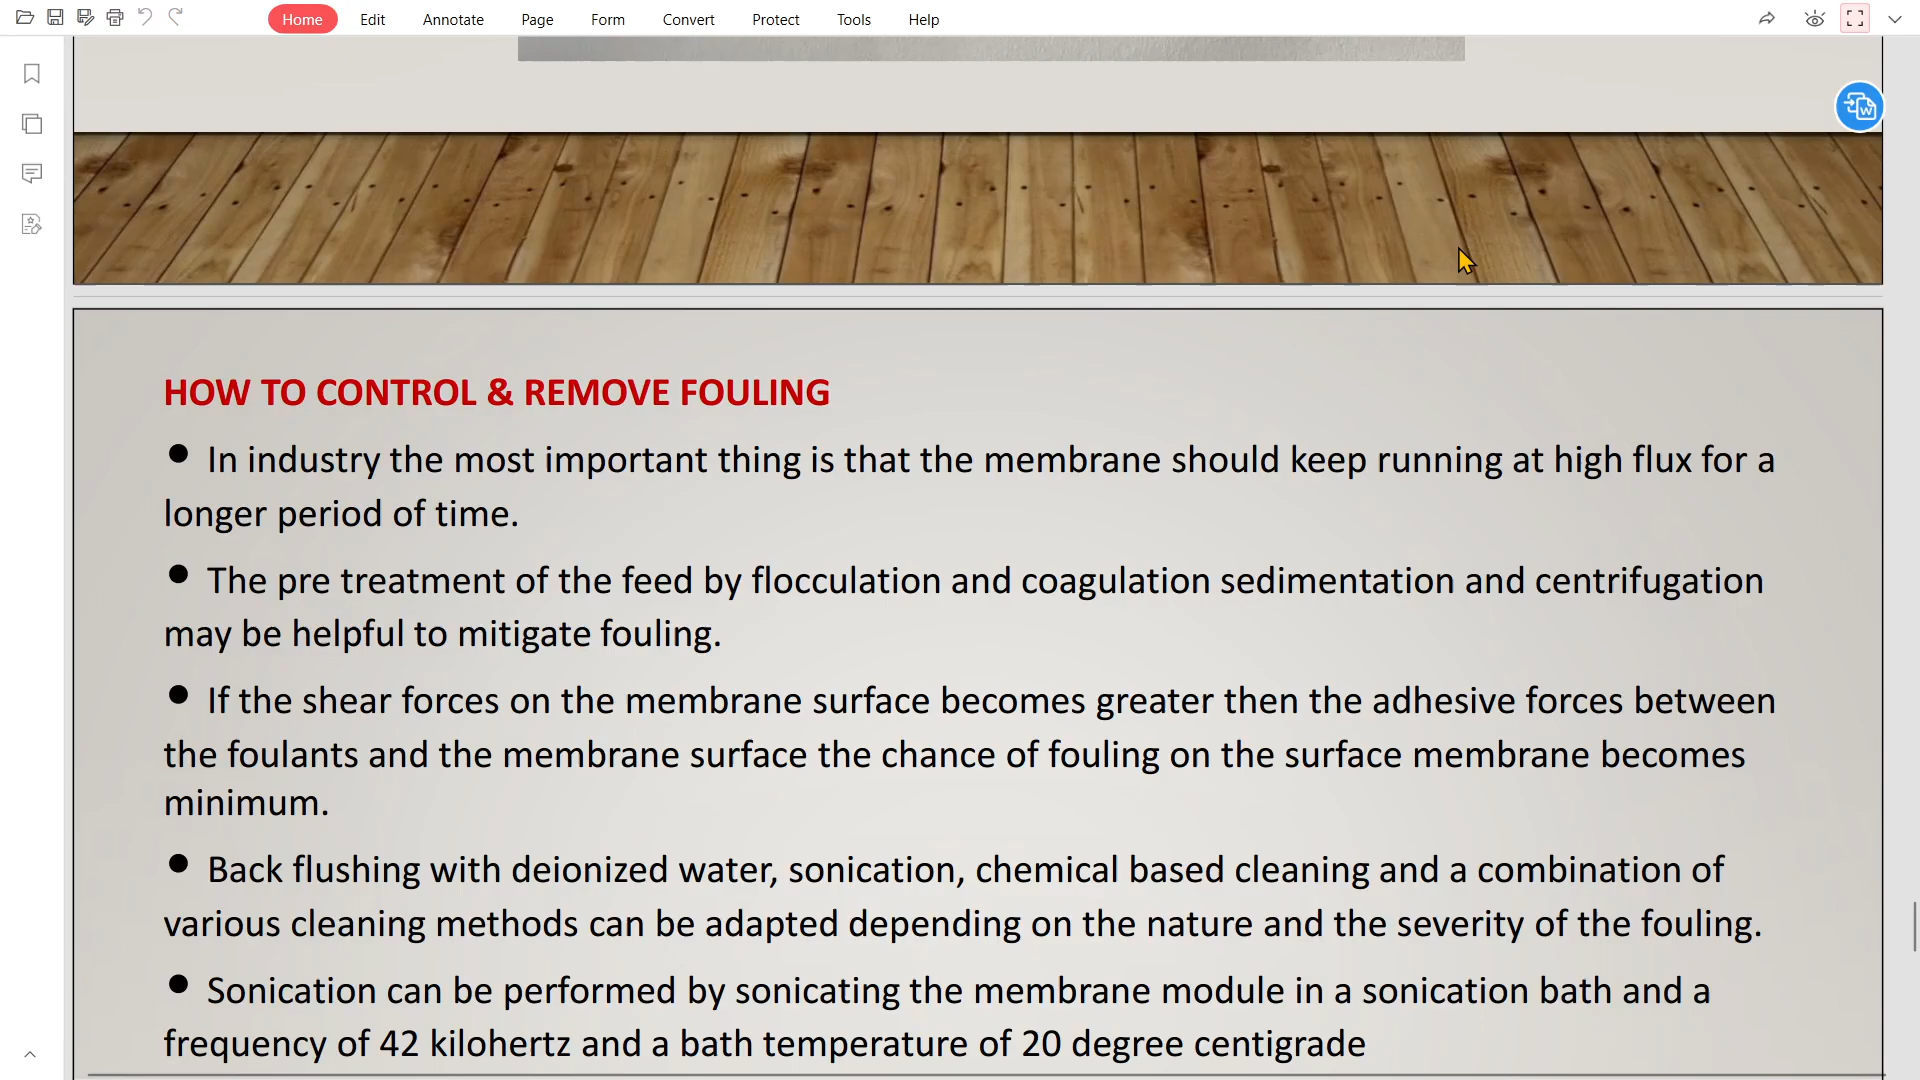 Home Edit Annotate Page Form Convert Protect Tools Help
HOW TO CONTROL & REMOVE FOULING
● In industry the most important thing is that the membrane should keep running at high flux for a
longer period of time.
● The pre treatment of the feed by flocculation and coagulation sedimentation and centrifugation
may be helpful to mitigate fouling.
● If the shear forces on the membrane surface becomes greater then the adhesive forces between
the foulants and the membrane surface the chance of fouling on the surface membrane becomes
minimum.
● Back flushing with deionized water, sonication, chemical based cleaning and a combination of
various cleaning methods can be adapted depending on the nature and the severity of the fouling.
● Sonication can be performed by sonicating the membrane module in a sonication bath and a
frequency of 42 kilohertz and a bath temperature of 20 degree centigrade